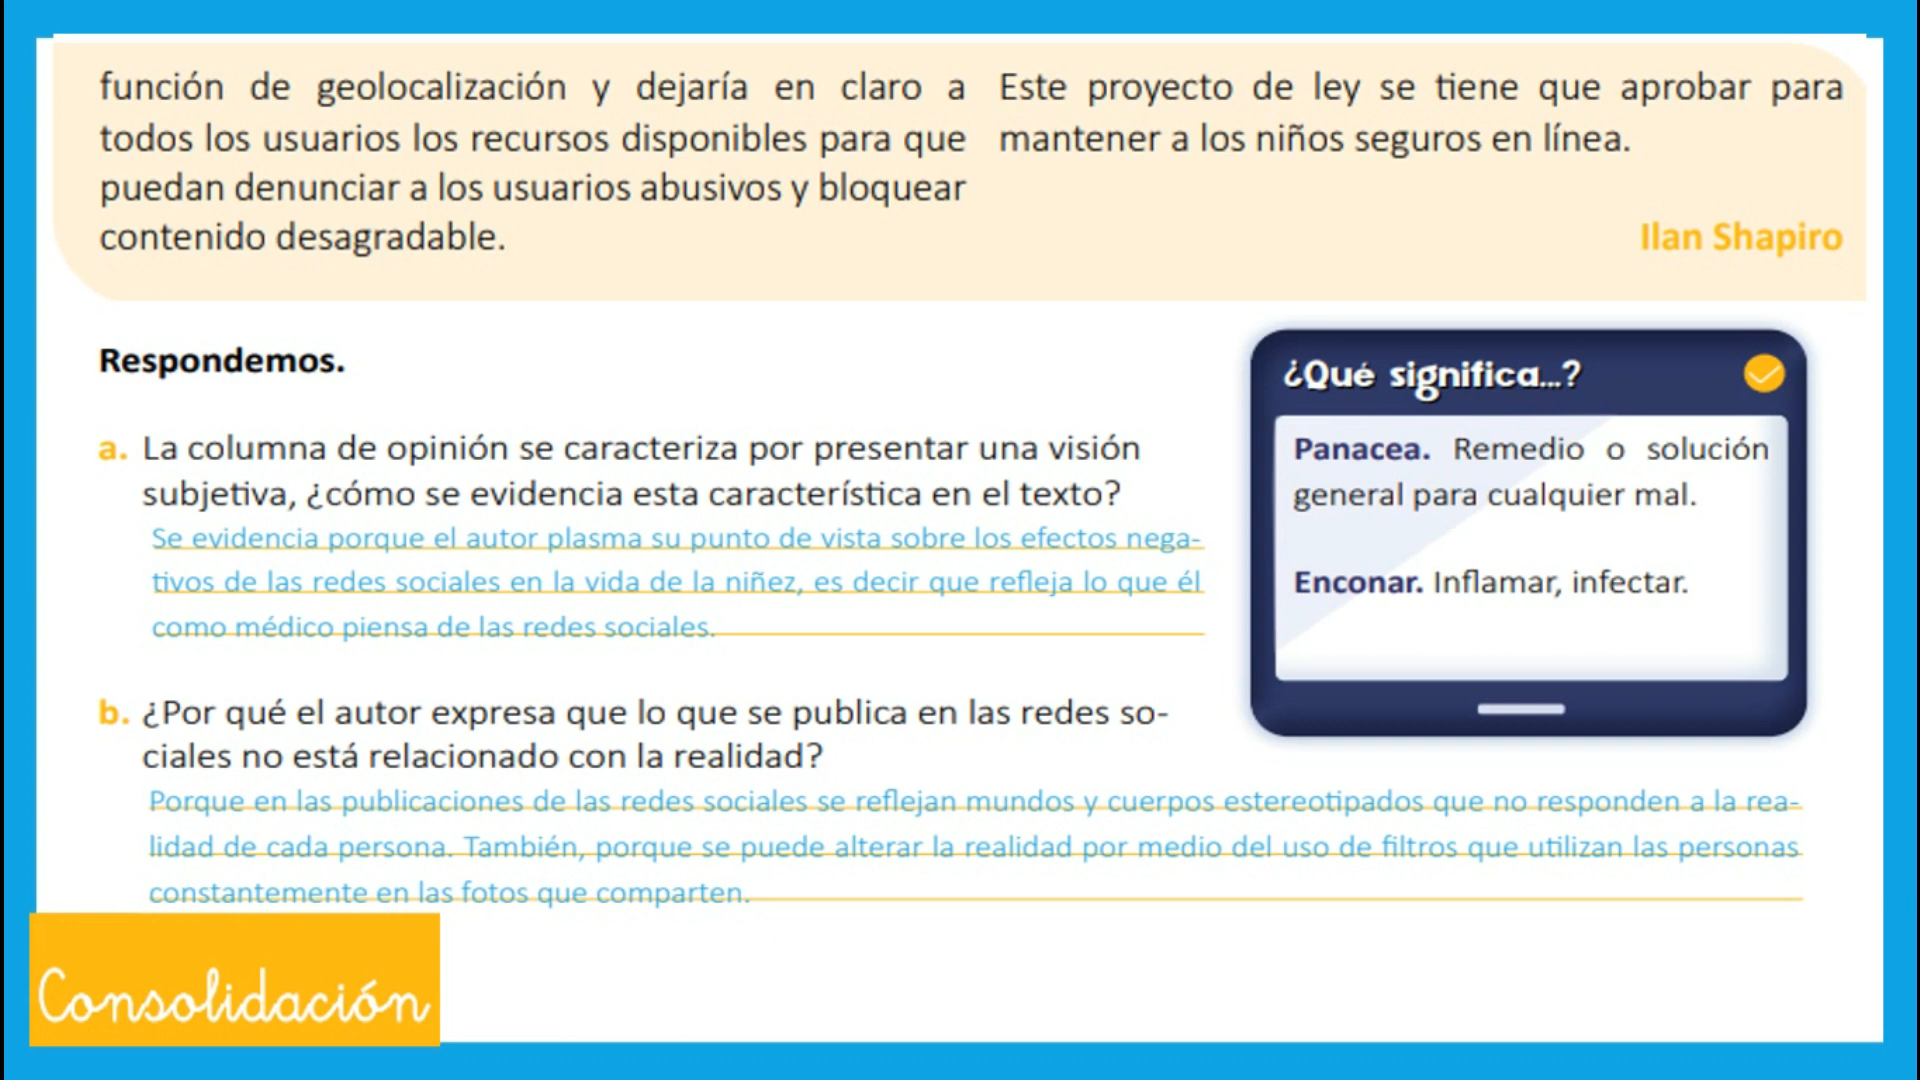 función de geolocalización y dejaría en claro a
todos los usuarios los recursos disponibles para que
puedan denunciar a los usuarios abusivos y bloquear
contenido desagradable.
Este proyecto de ley se tiene que aprobar para
mantener a los niños seguros en línea.
Ilan Shapiro
Respondemos.
a. La columna de opinión se caracteriza por presentar una visión
subjetiva, ¿cómo se evidencia esta característica en el texto?
Se evidencia porque el autor plasma su punto de vista sobre los efectos nega-
tivos de las redes sociales en la vida de la niñez, es decir que refleja lo que él
como médico piensa de las redes sociales.
b. ¿Por qué el autor expresa que lo que se publica en las redes so-
ciales no está relacionado con la realidad?
Porque en las publicaciones de las redes sociales se reflejan mundos y cuerpos estereotipados que no responden a la rea-
lidad de cada persona. También, porque se puede alterar la realidad por medio del uso de filtros que utilizan las personas
constantemente en las fotos que comparten.
¿Qué significa...?
Panacea. Remedio o solución
general para cualquier mal.
Enconar. Inflamar, infectar.
Consolidación